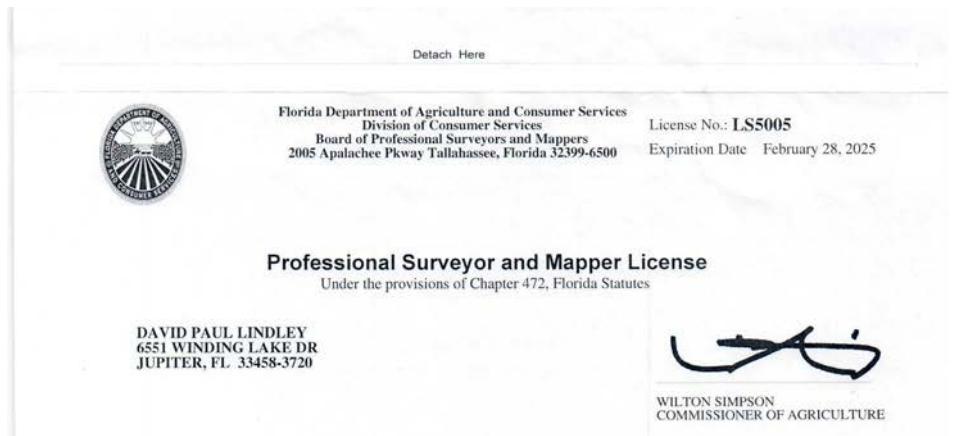 Detach Here
Florida Department of Agriculture and Consumer Services
Division of Consumer Services
Board of Professional Surveyors and Mappers
2005 Apalachee Pkway Tallahassee, Florida 32399-6500
License No.: LS5005
Expiration Date February 28, 2025
Professional Surveyor and Mapper License
Under the provisions of Chapter 472, Florida Statutes
DAVID PAUL LINDLEY
6551 WINDING LAKE DR
JUPITER, FL 33458-3720
WILTON SIMPSON
COMMISSIONER OF AGRICULTURE